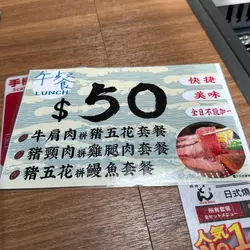 午餐
LUNCH
$50
快捷
美味
全日不設加一
牛肩肉拼豬五花套餐
豬頸肉拼雞腿肉套餐
豬五花拼鰻魚套餐
日式燒
人気
No1